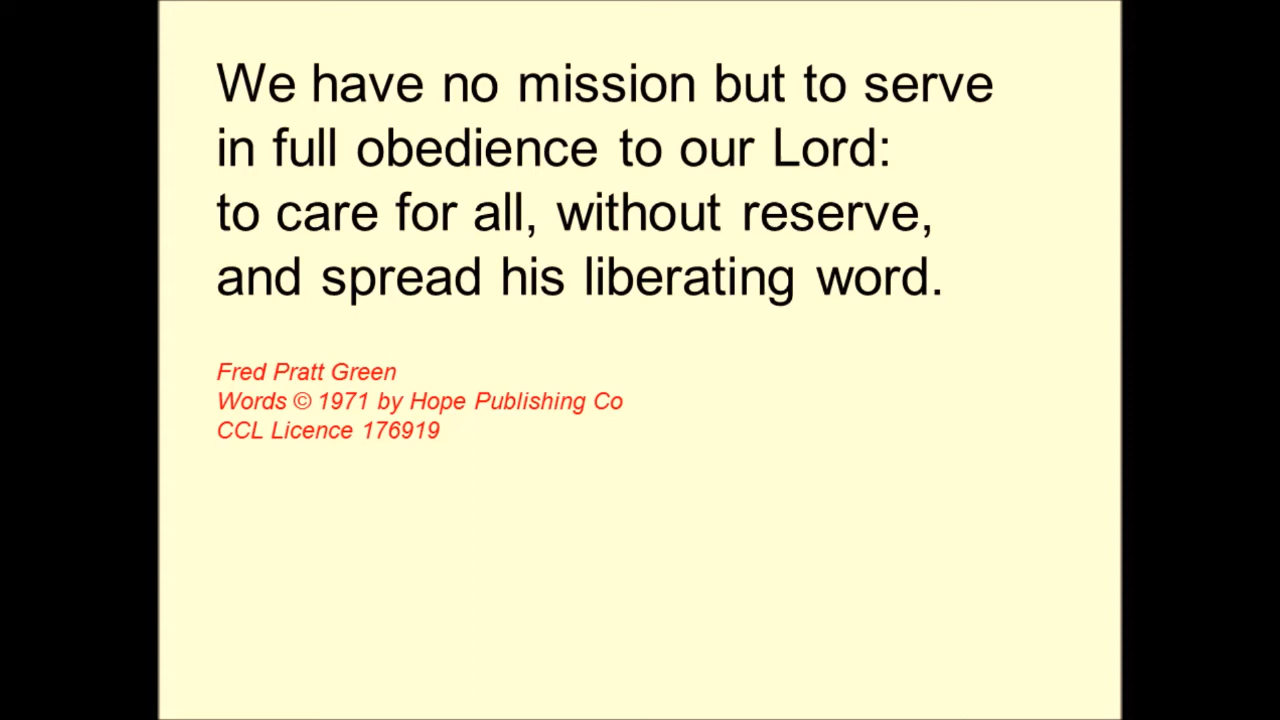 We have no mission but to serve
in full obedience to our Lord:
to care for all, without reserve,
and spread his liberating word.
Fred Pratt Green
Words © 1971 by Hope Publishing Co
CCL Licence 176919